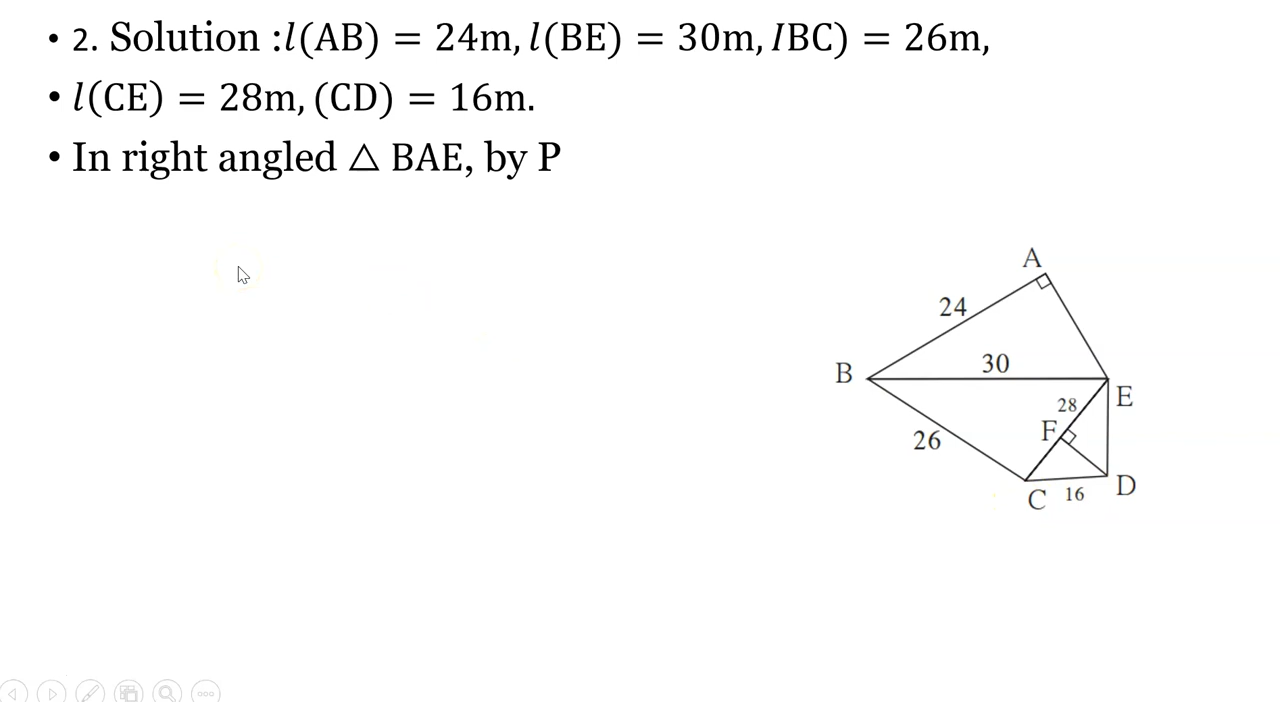 • 2. Solution :l(AB) = 24m, l(BE) = 30m, IBC) = 26m,
• l(CE) = 28m, (CD) = 16m.
• In right angled △ BAE, by P
A
24
30
B
E
28
F
26
D
C 16